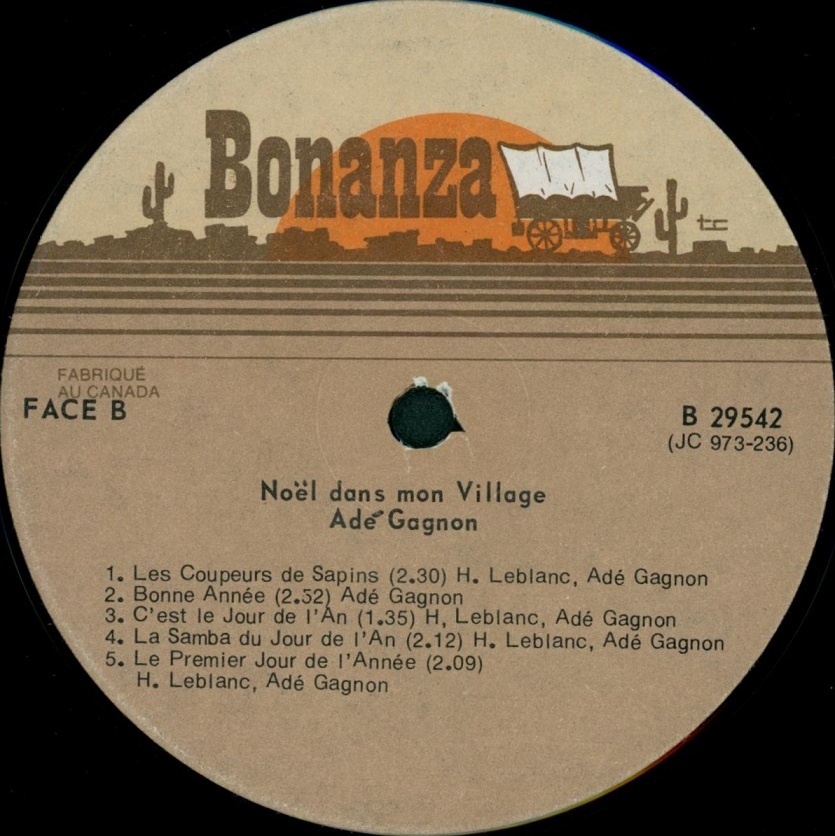 Bonanza
tc
FABRIQUÉ
AU CANADA
FACE B
B 29542
(JC 973-236)
Noël dans mon Village
Adé Gagnon
1. Les Coupeurs de Sapins (2.30) H. Leblanc, Adé Gagnon
2. Bonne Année (2.32) Adé Gagnon
3. C'est le Jour de l'An (1.35) H, Leblanc, Adé Gagnon
4. La Samba du Jour de l'An (2.12) H. Leblanc, Adé Gagnon
5. Le Premier Jour de l'Année (2.09)
H. Leblanc, Adé Gagnon